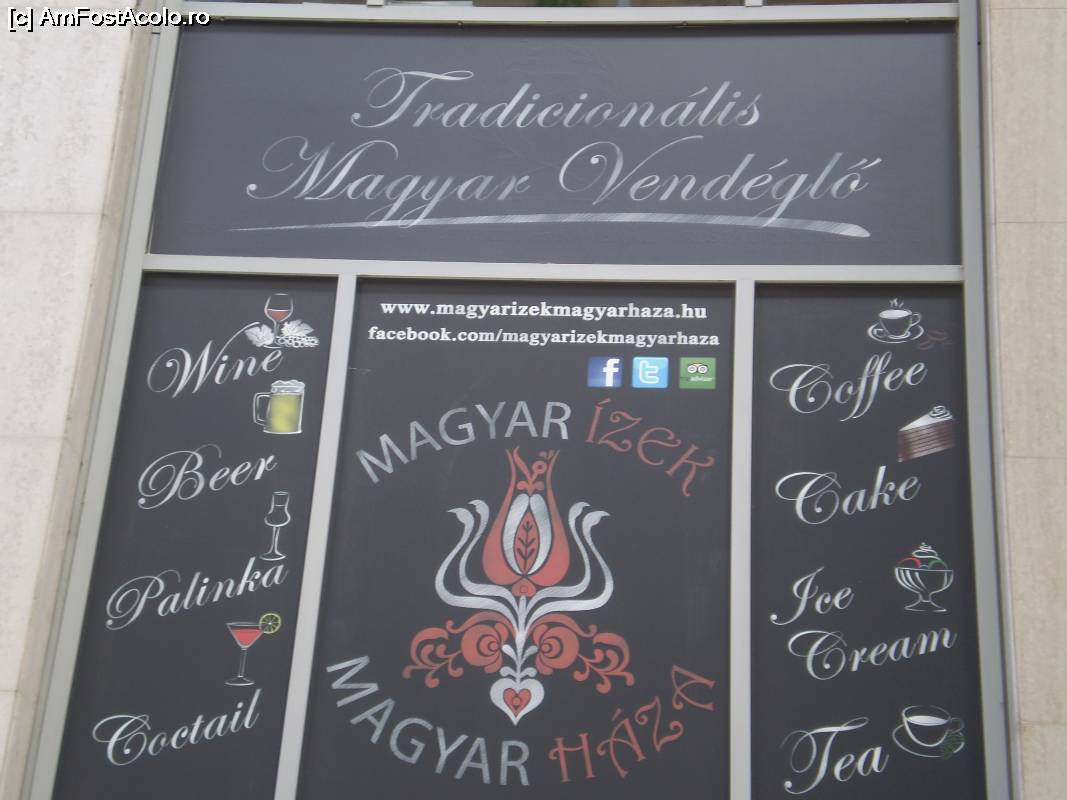 [c] AmFostAcolo.ro
Tradicionális
Magyar Vendéglő
www.magyarizekmagyarhaza.hu
facebook.com/magyarizekmagyarhaza
f t
advisor
MAGYAR ÍZEK
MAGYAR HÁZA
Wine
Beer
Palinka
Coctail
Coffee
Cake
Ice
Cream
Tea